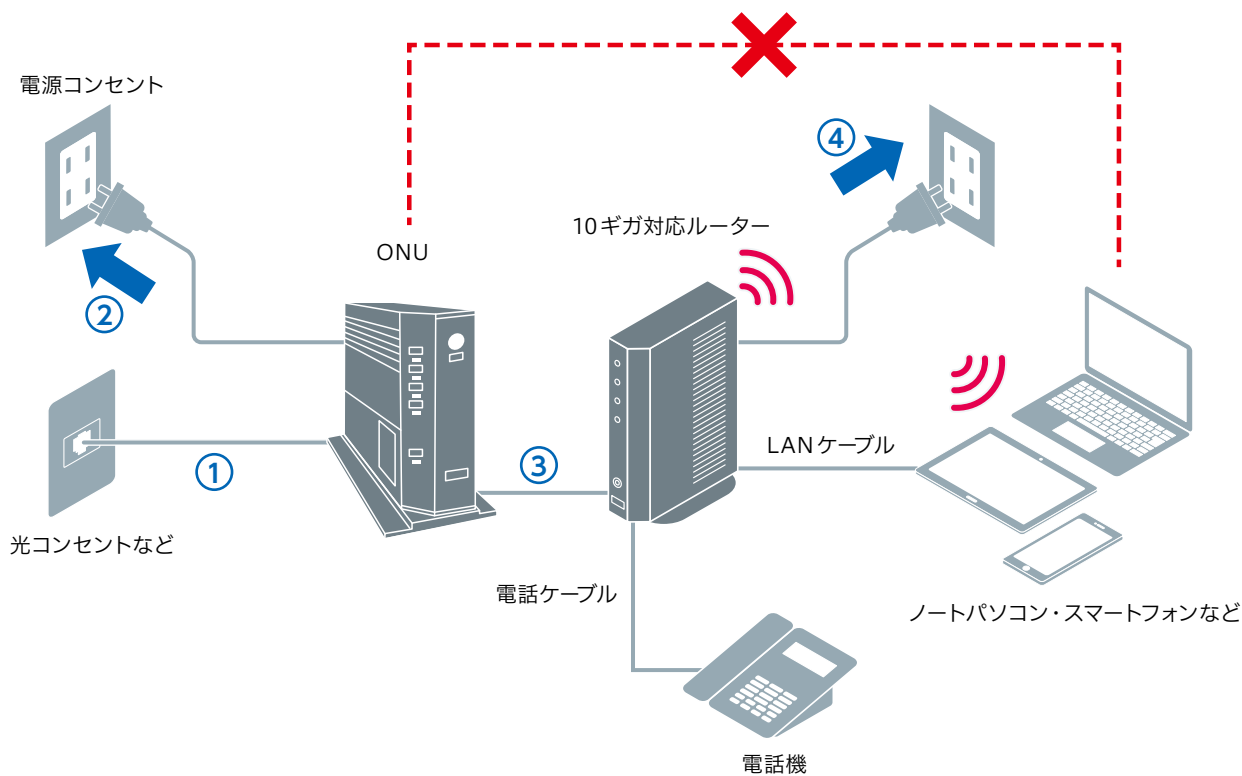 電源コンセント
④
10ギガ対応ルーター
ONU
②
LANケーブル
①
③
光コンセントなど
電話ケーブル
ノートパソコン・スマートフォンなど
電話機